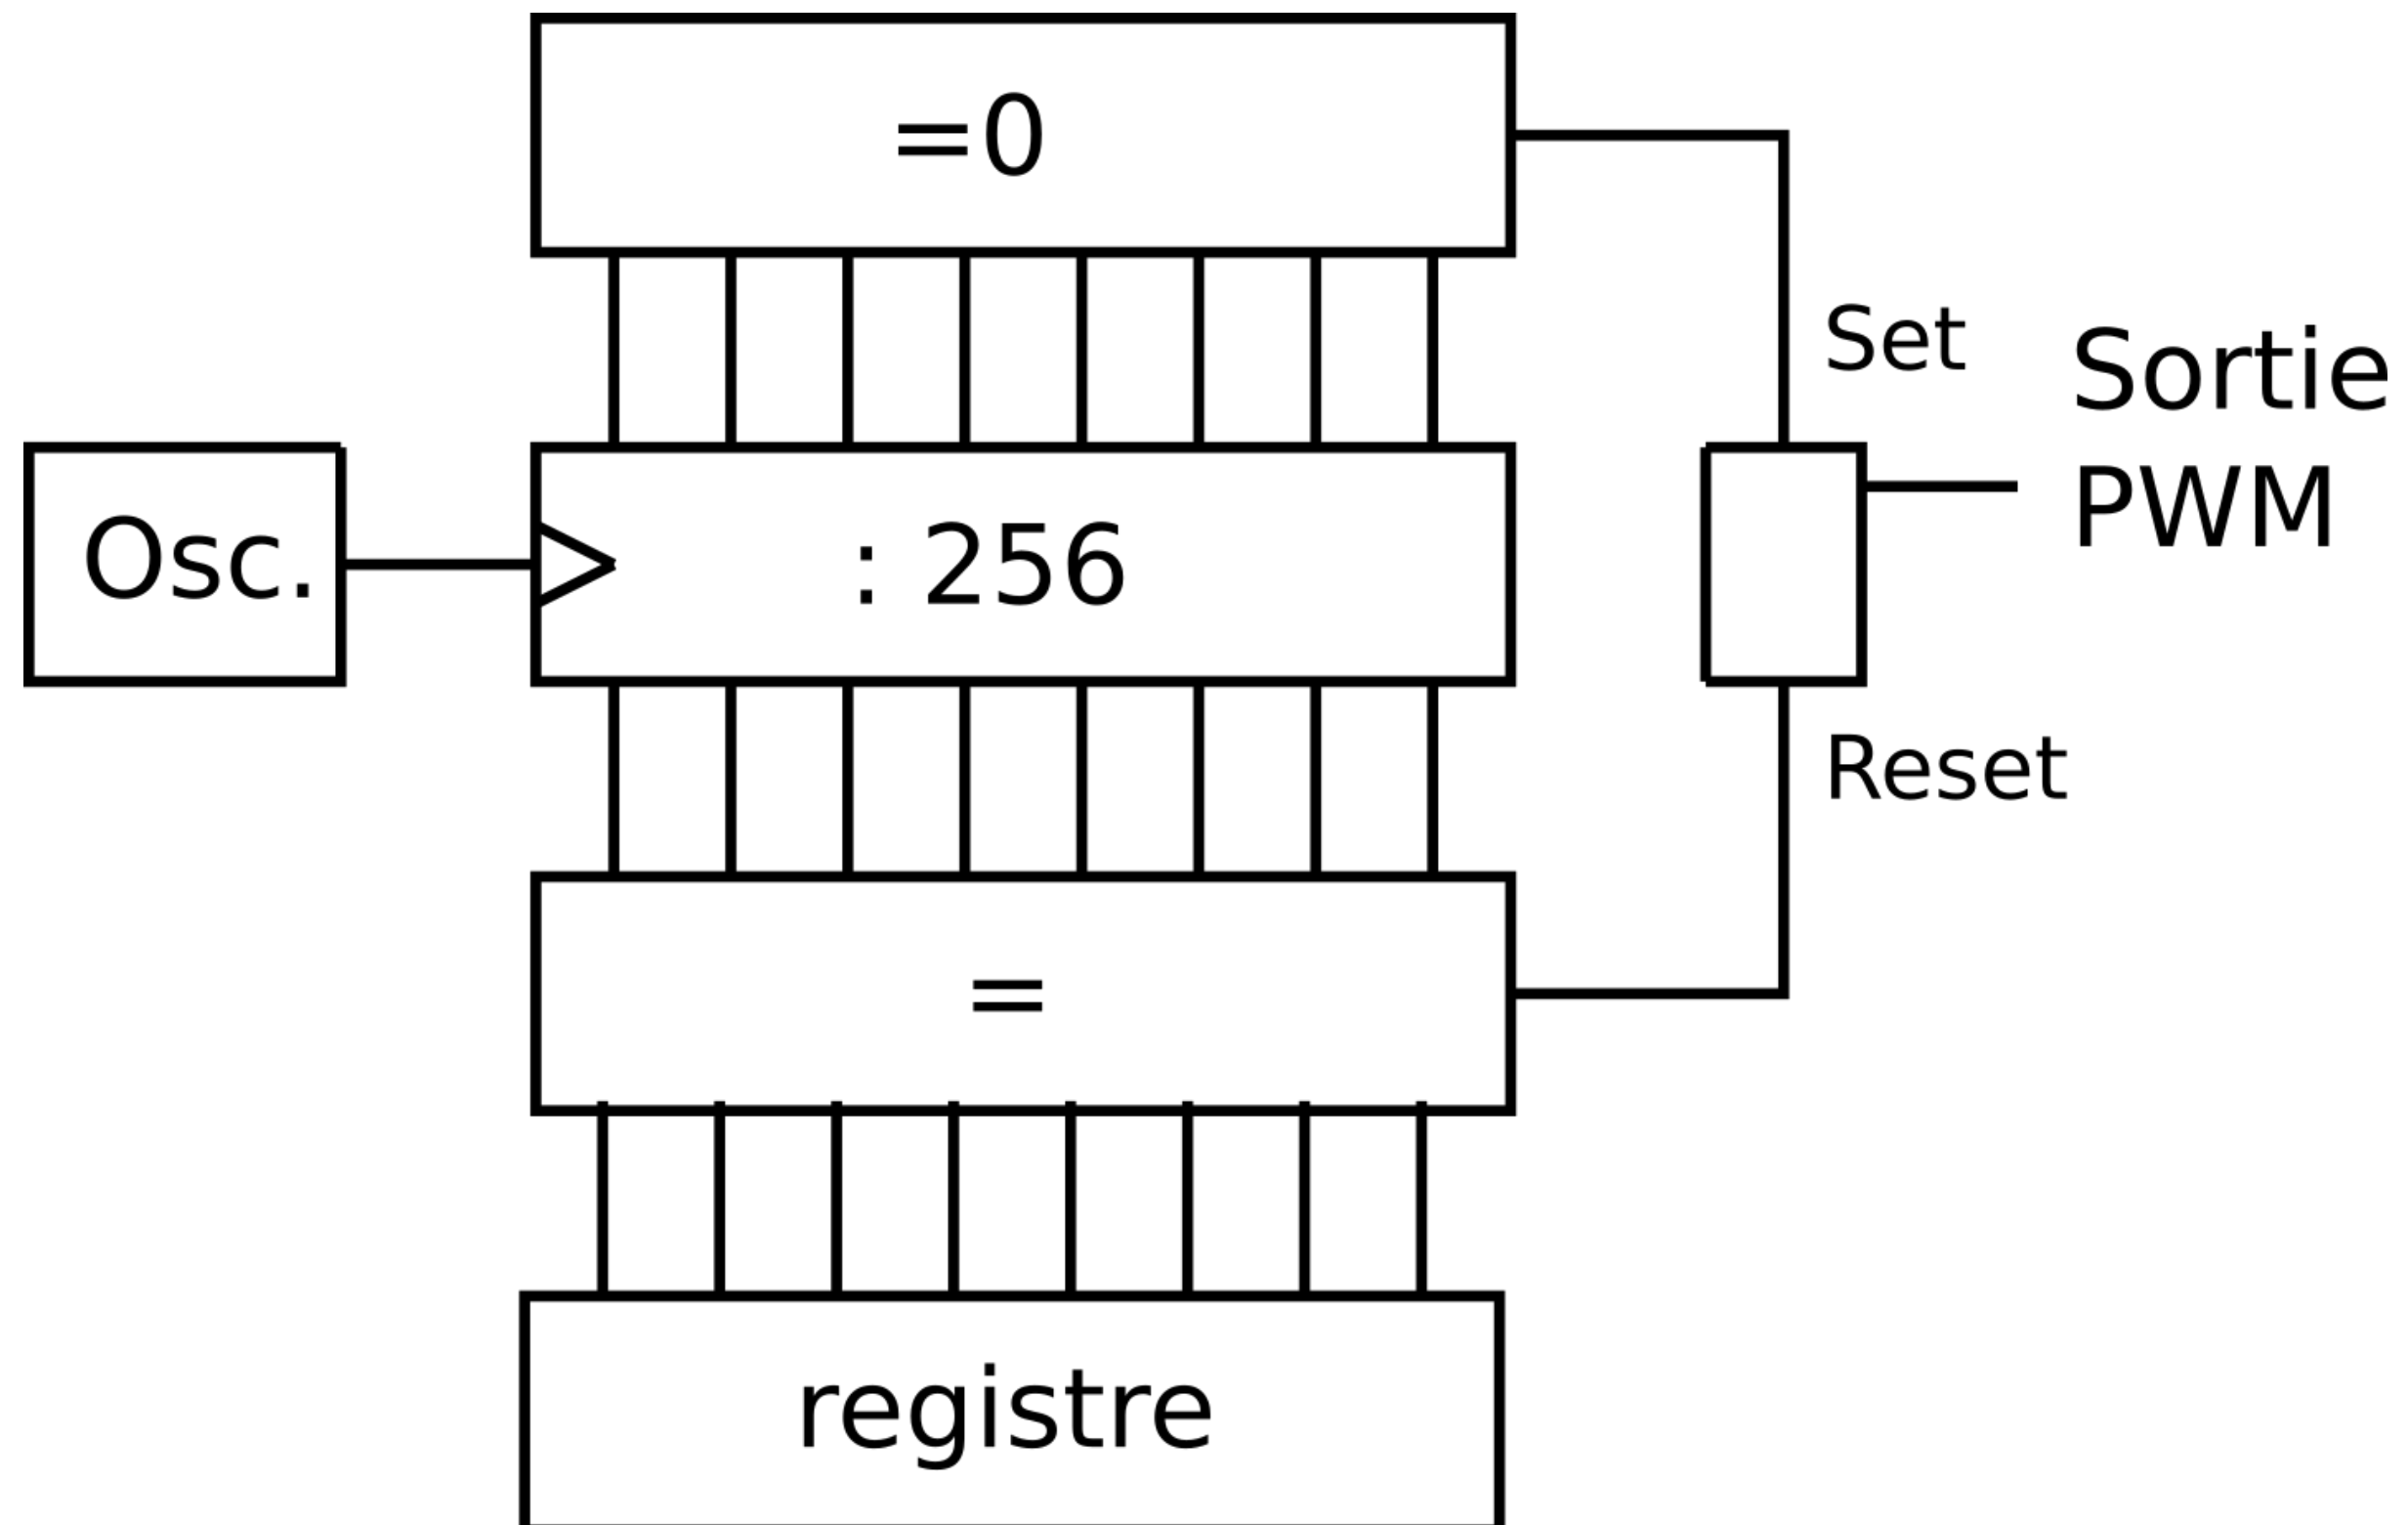 =0
Set
Sortie
PWM
Osc.
: 256
Reset
=
registre